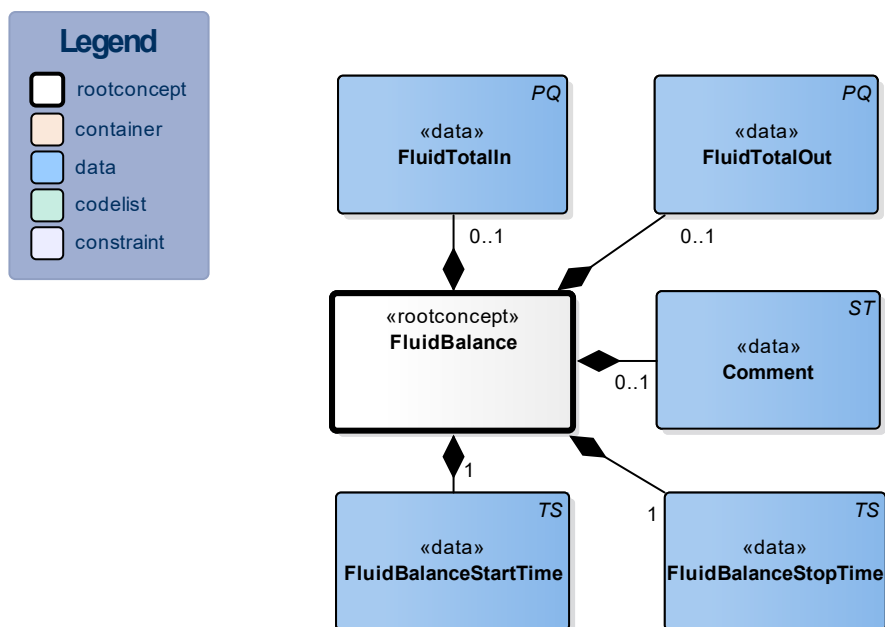 Legend
rootconcept
container
data
codelist
constraint
PQ
«data»
FluidTotalIn
0..1
PQ
«data»
FluidTotalOut
0..1
«rootconcept»
FluidBalance
ST
«data»
Comment
0..1
1
TS
«data»
FluidBalanceStartTime
1
TS
«data»
FluidBalanceStopTime